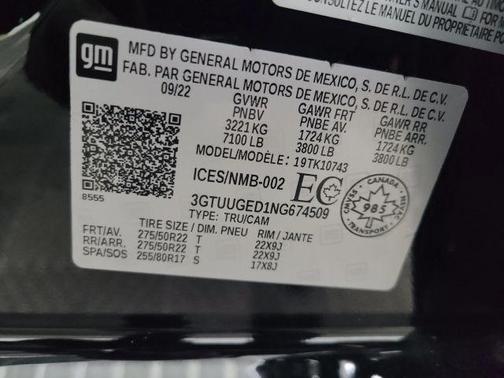 CONSULTEZ LE MANUEL DU PROPRIETAIRE POUR
gm
MFD BY GENERAL MOTORS DE MEXICO, S. DE R.L. DE C.V.
FAB. PAR GENERAL MOTORS DE MEXICO, S. DE R.L. DE C.V.
09/22 GVWR GAWR FRT GAWR RR
PNBV PNBE AV. PNBE ARR.
3221 KG 1724 KG 1724 KG
7100 LB 3800 LB 3800 LB
MODEL/MODÈLE: 19TK10743
ICES/NMB-002 EC
8555
3GTUUGED1NG674509
TYPE: TRU/CAM
CANADA
985
TIRE SIZE / DIM. PNEU RIM / JANTE
FRT/AV. 275/50R22 T 22X9J
RR/ARR. 275/50R22 T 22X9J
SPA/SOS 255/80R17 S 17X8J